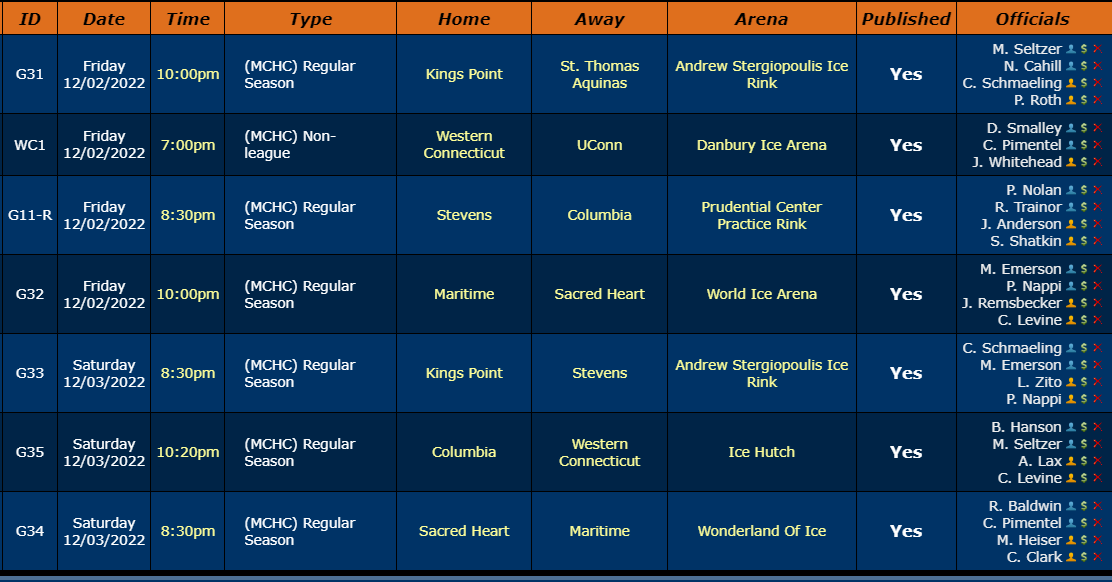 ID Date Time Type Home Away Arena Published Officials
G31
Friday
12/02/2022
10:00pm
(MCHC) Regular
Season
Kings Point
St. Thomas
Aquinas
Andrew Stergiopoulis Ice
Rink
Yes
M. Seltzer $
N. Cahill $
C. Schmaeling $
P. Roth $
WC1
Friday
12/02/2022
7:00pm
(MCHC) Non-
league
Western
Connecticut
UConn
Danbury Ice Arena
Yes
D. Smalley $
C. Pimentel $
J. Whitehead $
G11-R
Friday
12/02/2022
8:30pm
(MCHC) Regular
Season
Stevens
Columbia
Prudential Center
Practice Rink
Yes
P. Nolan $
R. Trainor $
J. Anderson $
S. Shatkin $
G32
Friday
12/02/2022
10:00pm
(MCHC) Regular
Season
Maritime
Sacred Heart
World Ice Arena
Yes
M. Emerson $
P. Nappi $
J. Remsbecker $
C. Levine $
G33
Saturday
12/03/2022
8:30pm
(MCHC) Regular
Season
Kings Point
Stevens
Andrew Stergiopoulis Ice
Rink
Yes
C. Schmaeling $
M. Emerson $
L. Zito $
P. Nappi $
G35
Saturday
12/03/2022
10:20pm
(MCHC) Regular
Season
Columbia
Western
Connecticut
Ice Hutch
Yes
B. Hanson $
M. Seltzer $
A. Lax $
C. Levine $
G34
Saturday
12/03/2022
8:30pm
(MCHC) Regular
Season
Sacred Heart
Maritime
Wonderland Of Ice
Yes
R. Baldwin $
C. Pimentel $
M. Heiser $
C. Clark $